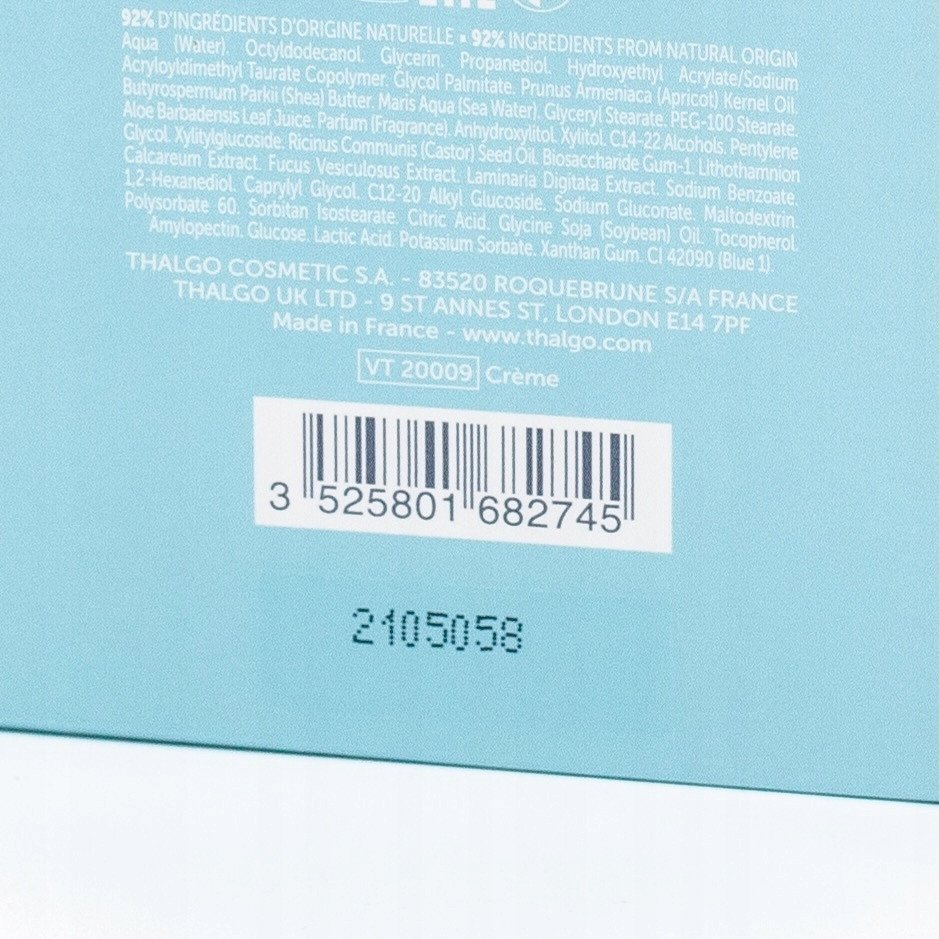 92% D'INGRÉDIENTS D'ORIGINE NATURELLE ▪ 92% INGREDIENTS FROM NATURAL ORIGIN
Aqua (Water). Octyldodecanol. Glycerin. Propanediol. Hydroxyethyl Acrylate/Sodium
Acryloyldimethyl Taurate Copolymer. Glycol Palmitate. Prunus Armeniaca (Apricot) Kernel Oil.
Butyrospermum Parkii (Shea) Butter. Maris Aqua (Sea Water). Glyceryl Stearate. PEG-100 Stearate.
Aloe Barbadensis Leaf Juice. Parfum (Fragrance). Anhydroxylitol. Xylitol. C14-22 Alcohols. Pentylene
Glycol. Xylitylglucoside. Ricinus Communis (Castor) Seed Oil. Biosaccharide Gum-1. Lithothamnion
Calcareum Extract. Fucus Vesiculosus Extract. Laminaria Digitata Extract. Sodium Benzoate.
1,2-Hexanediol. Caprylyl Glycol. C12-20 Alkyl Glucoside. Sodium Gluconate. Maltodextrin.
Polysorbate 60. Sorbitan Isostearate. Citric Acid. Glycine Soja (Soybean) Oil. Tocopherol.
Amylopectin. Glucose. Lactic Acid. Potassium Sorbate. Xanthan Gum. CI 42090 (Blue 1).
THALGO COSMETIC S.A. - 83520 ROQUEBRUNE S/A FRANCE
THALGO UK LTD - 9 ST ANNES ST, LONDON E14 7PF
Made in France - www.thalgo.com
VT 20009 Crème
3 525801 682745
2105058